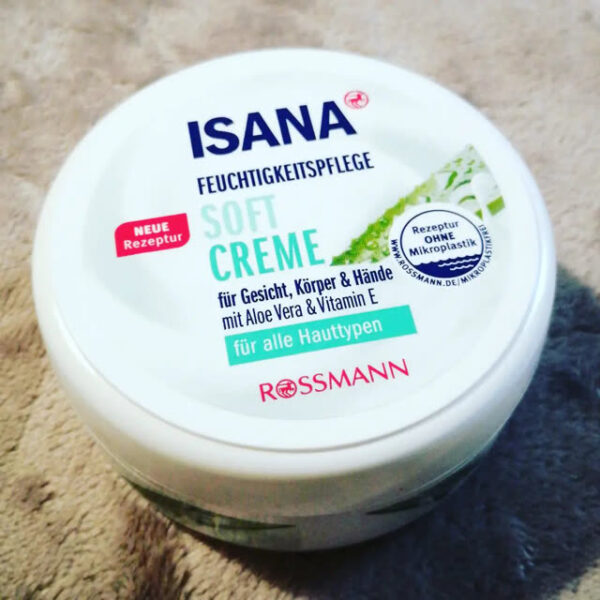 ISANA
FEUCHTIGKEITSPFLEGE
NEUE
Rezeptur
SOFT
CREME
Rezeptur
OHNE
Mikroplastik
WWW.ROSSMANN.DE/MIKROPLASTIKFREI
für Gesicht, Körper & Hände
mit Aloe Vera & Vitamin E
für alle Hauttypen
ROSSMANN